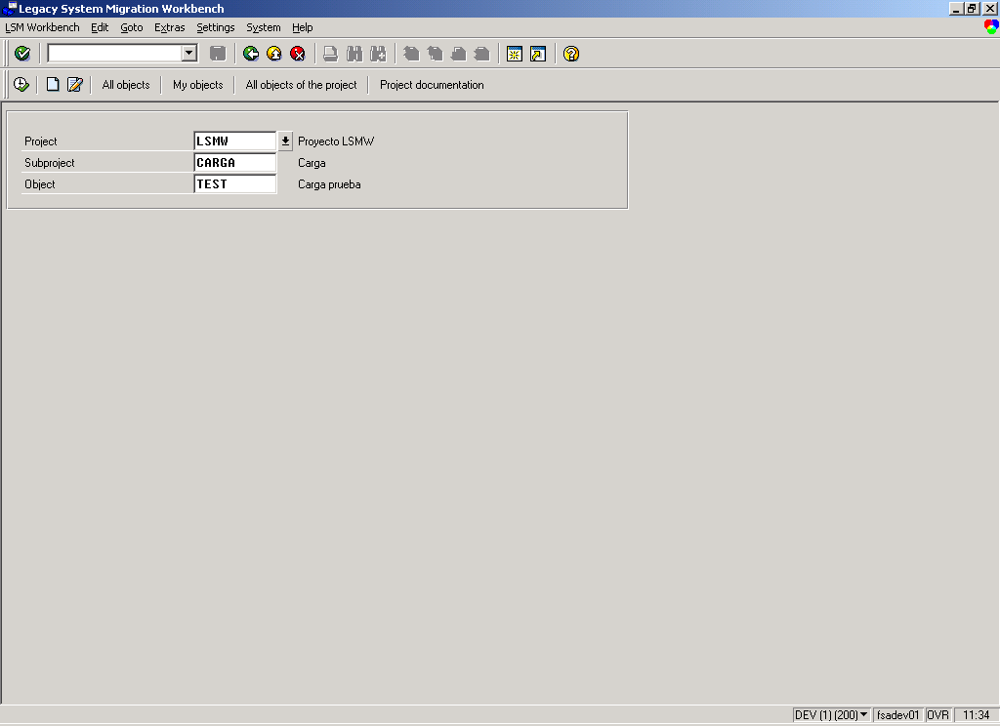 Legacy System Migration Workbench
LSM Workbench Edit Goto Extras Settings System Help
All objects My objects All objects of the project Project documentation
Project LSMW Proyecto LSMW
Subproject CARGA Carga
Object TEST Carga prueba
DEV (1) (200) fsadev01 OVR 11:34